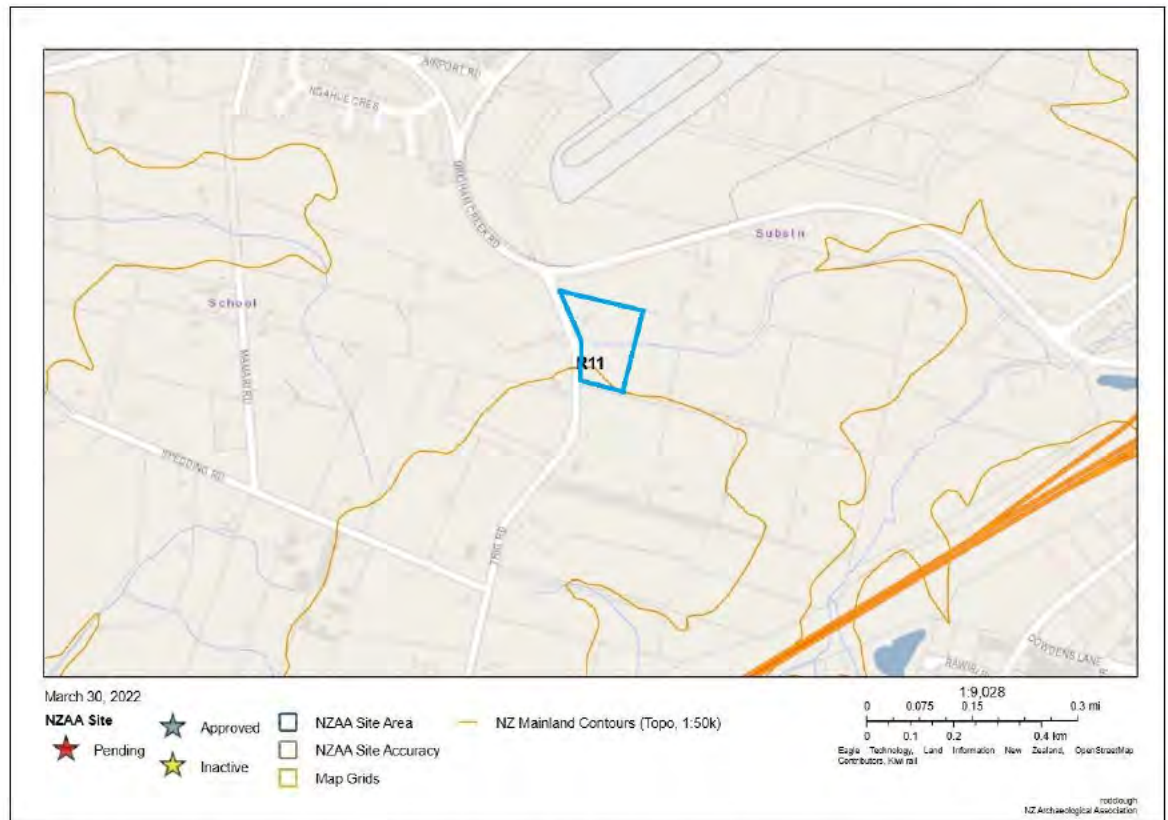 AIRPORT RD
NGAHUE CRES
BRIGHAM CREEK RD
Substn
School
MAMARI RD
R11
SPEDDING RD
TRIG RD
DOWDENS LANE
March 30, 2022
NZAA Site
Pending
Approved
Inactive
NZAA Site Area
NZAA Site Accuracy
Map Grids
NZ Mainland Contours (Topo, 1:50k)
1:9,028
0 0.075 0.15 0.3 mi
0 0.1 0.2 0.4 km
Eagle Technology, Land Information New Zealand, OpenStreetMap
Contributors, Kiwi rail
rodclough
NZ Archaeological Association